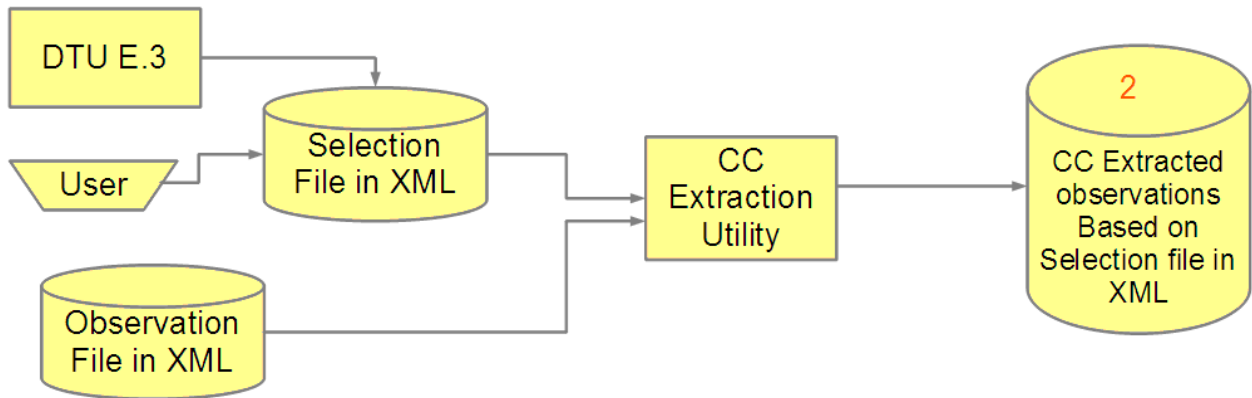 DTU E.3
User
Selection
File in XML
Observation
File in XML
CC
Extraction
Utility
2
CC Extracted
observations
Based on
Selection file in
XML